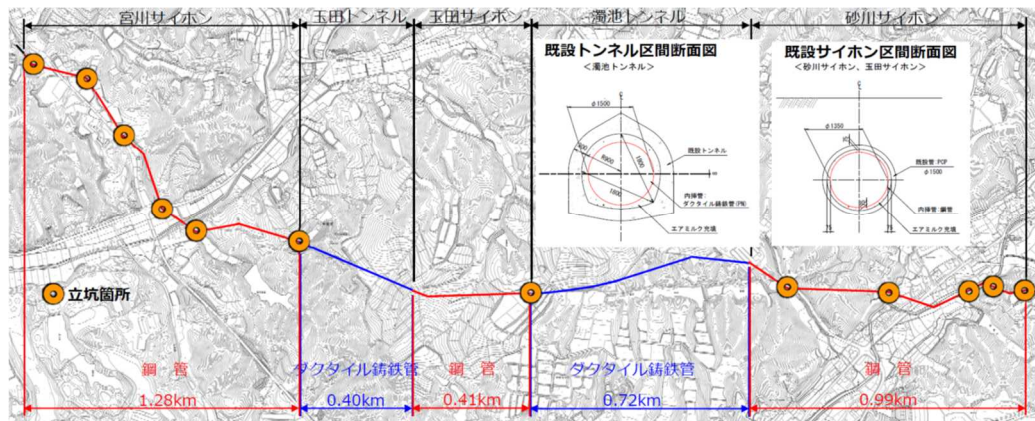 宮川サイホン
玉田トンネル
玉田サイホン
濁池トンネル
砂川サイホン
既設トンネル区間断面図
＜濁池トンネル＞
φ1500
既設トンネル
内挿管:
ダクタイル鋳鉄管(PN)
エアミルク充填
1800
既設サイホン区間断面図
＜砂川サイホン、玉田サイホン＞
φ1350
既設管:PCP
φ1500
内挿管:鋼管
エアミルク充填
立坑箇所
鋼 管
ダクタイル鋳鉄管
鋼 管
ダクタイル鋳鉄管
鋼 管
1.28km
0.40km
0.41km
0.72km
0.99km